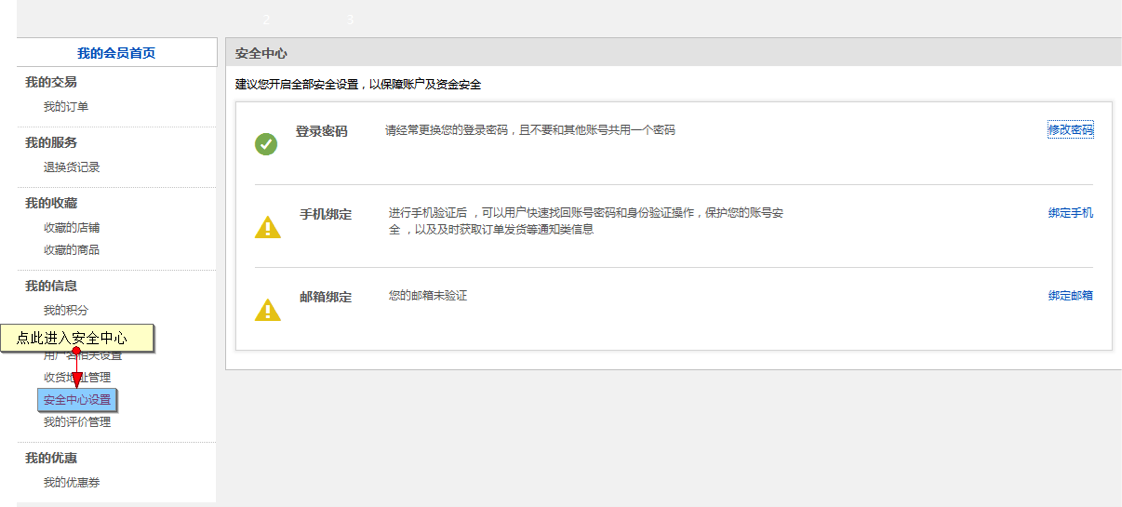 2 3
我的会员首页
我的交易
我的订单
我的服务
退换货记录
我的收藏
收藏的店铺
收藏的商品
我的信息
我的积分
点此进入安全中心
用户名相关设置
收货地址管理
安全中心设置
我的评价管理
我的优惠
我的优惠券
安全中心
建议您开启全部安全设置，以保障账户及资金安全
登录密码 请经常更换您的登录密码，且不要和其他账号共用一个密码 修改密码
手机绑定 进行手机验证后 ，可以用户快速找回账号密码和身份验证操作，保护您的账号安 绑定手机
全 ，以及及时获取订单发货等通知类信息
邮箱绑定 您的邮箱未验证 绑定邮箱